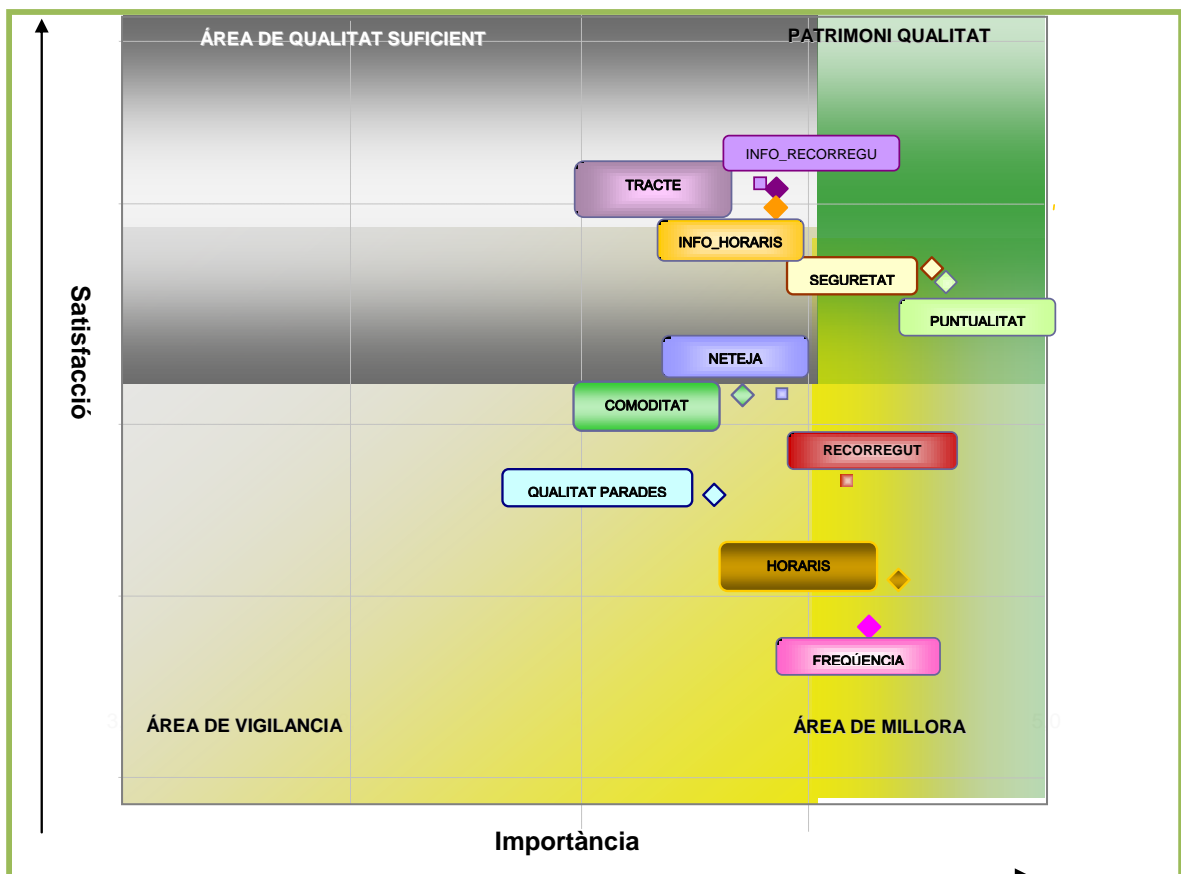 ÁREA DE QUALITAT SUFICIENT
PATRIMONI QUALITAT
INFO_RECORREGU
TRACTE
INFO_HORARIS
SEGURETAT
PUNTUALITAT
NETEJA
COMODITAT
RECORREGUT
QUALITAT PARADES
HORARIS
FREQÚENCIA
ÁREA DE VIGILANCIA
ÁREA DE MILLORA
Satisfacció
Importància